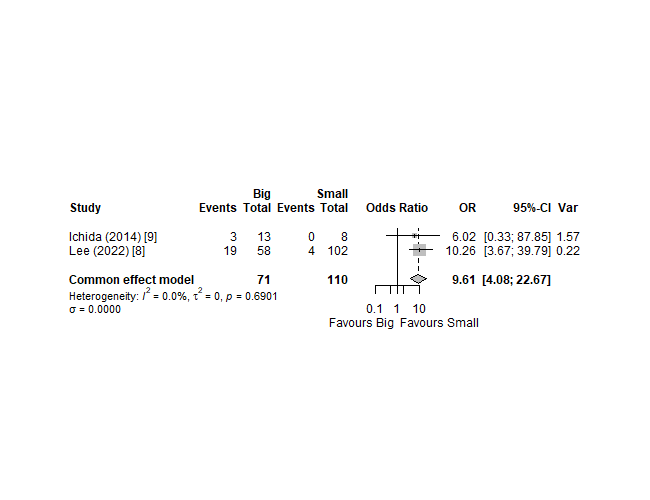 Big Small
Study Events Total Events Total Odds Ratio OR 95%-CI Var
Ichida (2014) [9] 3 13 0 8 6.02 [0.33; 87.85] 1.57
Lee (2022) [8] 19 58 4 102 10.26 [3.67; 39.79] 0.22
Common effect model 71 110 9.61 [4.08; 22.67]
Heterogeneity: I² = 0.0%, τ² = 0, p = 0.6901
σ = 0.0000
0.1 1 10
Favours Big Favours Small